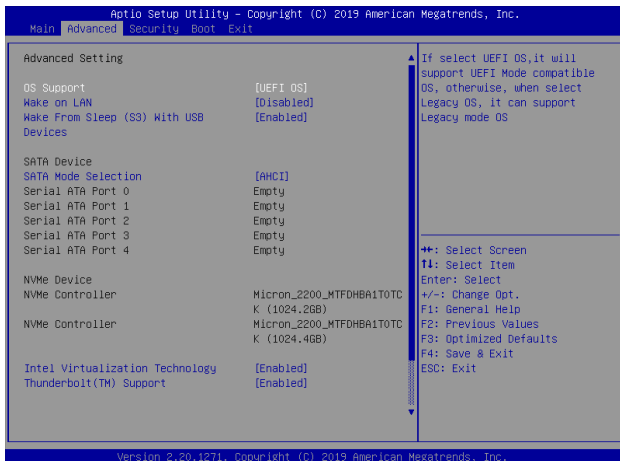 Aptio Setup Utility – Copyright (C) 2019 American Megatrends, Inc.
Main Advanced Security Boot Exit
Advanced Setting
OS Support [UEFI OS]
Wake on LAN [Disabled]
Wake From Sleep (S3) With USB [Enabled]
Devices
SATA Device
SATA Mode Selection [AHCI]
Serial ATA Port 0 Empty
Serial ATA Port 1 Empty
Serial ATA Port 2 Empty
Serial ATA Port 3 Empty
Serial ATA Port 4 Empty
NVMe Device
NVMe Controller Micron_2200_MTFDHBA1T0TC
K (1024.2GB)
NVMe Controller Micron_2200_MTFDHBA1T0TC
K (1024.4GB)
Intel Virtualization Technology [Enabled]
Thunderbolt(TM) Support [Enabled]
If select UEFI OS,it will
support UEFI Mode compatible
OS, otherwise, when select
Legacy OS, it can support
Legacy mode OS
→←: Select Screen
↑↓: Select Item
Enter: Select
+/-: Change Opt.
F1: General Help
F2: Previous Values
F3: Optimized Defaults
F4: Save & Exit
ESC: Exit
Version 2.20.1271. Copyright (C) 2019 American Megatrends, Inc.